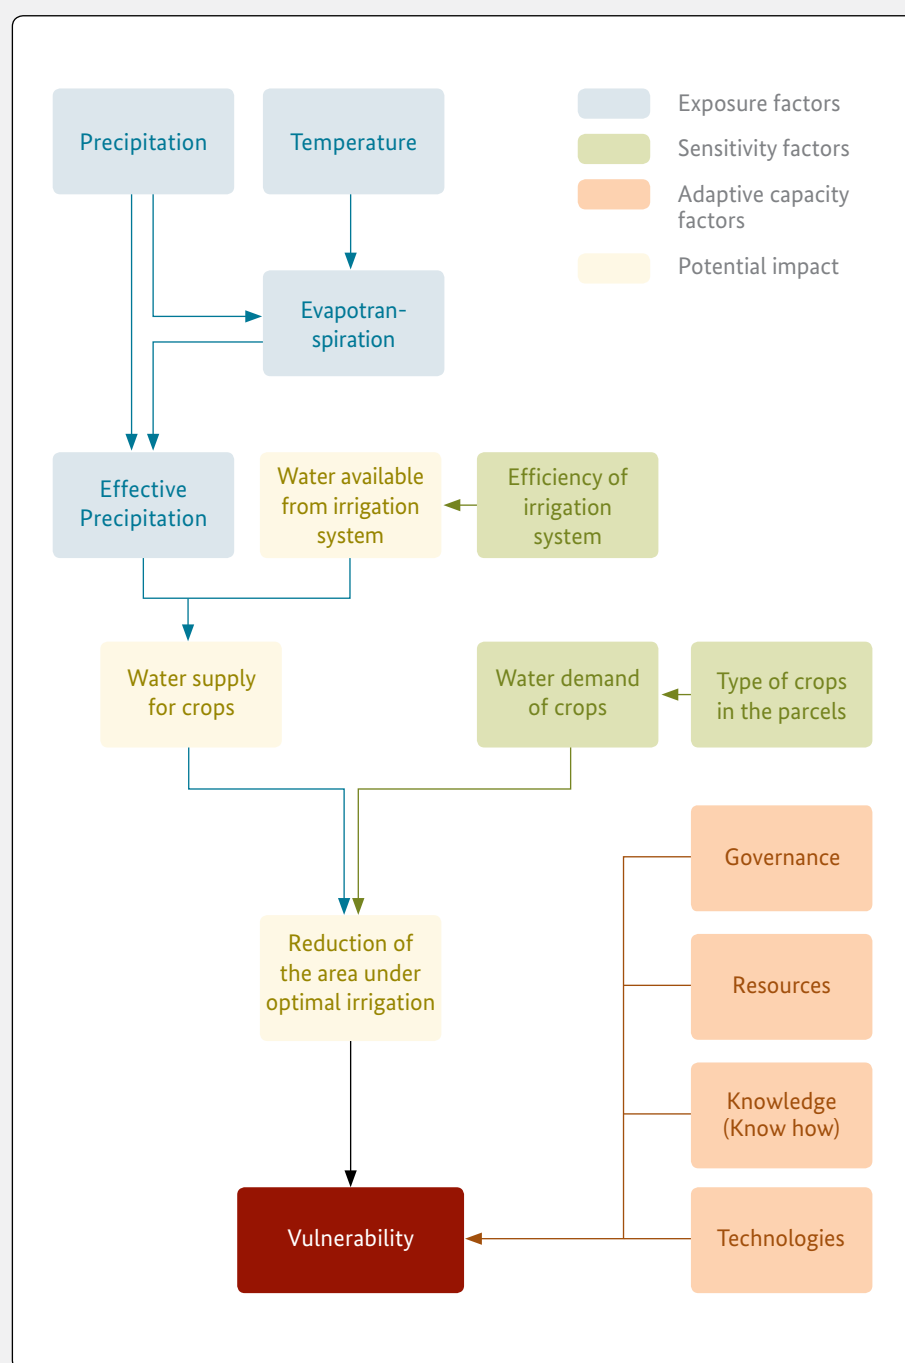 Precipitation
Temperature
Exposure factors
Sensitivity factors
Adaptive capacity
factors
Potential impact
Evapotran-
spiration
Effective
Precipitation
Water available
from irrigation
system
Efficiency of
irrigation
system
Water supply
for crops
Water demand
of crops
Type of crops
in the parcels
Governance
Reduction of
the area under
optimal irrigation
Resources
Knowledge
(Know how)
Vulnerability
Technologies